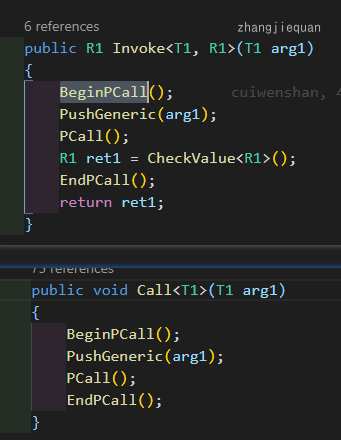 6 references zhangjiequan
public R1 Invoke<T1, R1>(T1 arg1)
{
BeginPCall(); cuiwenshan, 4
PushGeneric(arg1);
PCall();
R1 ret1 = CheckValue<R1>();
EndPCall();
return ret1;
}
75 references
public void Call<T1>(T1 arg1)
{
BeginPCall();
PushGeneric(arg1);
PCall();
EndPCall();
}